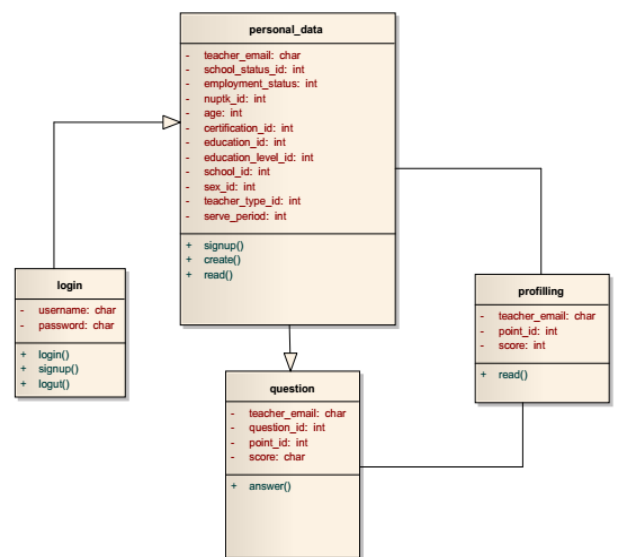 personal_data
- teacher_email: char
- school_status_id: int
- employment_status: int
- nuptk_id: int
- age: int
- certification_id: int
- education_id: int
- education_level_id: int
- school_id: int
- sex_id: int
- teacher_type_id: int
- serve_period: int
+ signup()
+ create()
+ read()
login
- username: char
- password: char
+ login()
+ signup()
+ logut()
profilling
- teacher_email: char
- point_id: int
- score: int
+ read()
question
- teacher_email: char
- question_id: int
- point_id: int
- score: char
+ answer()